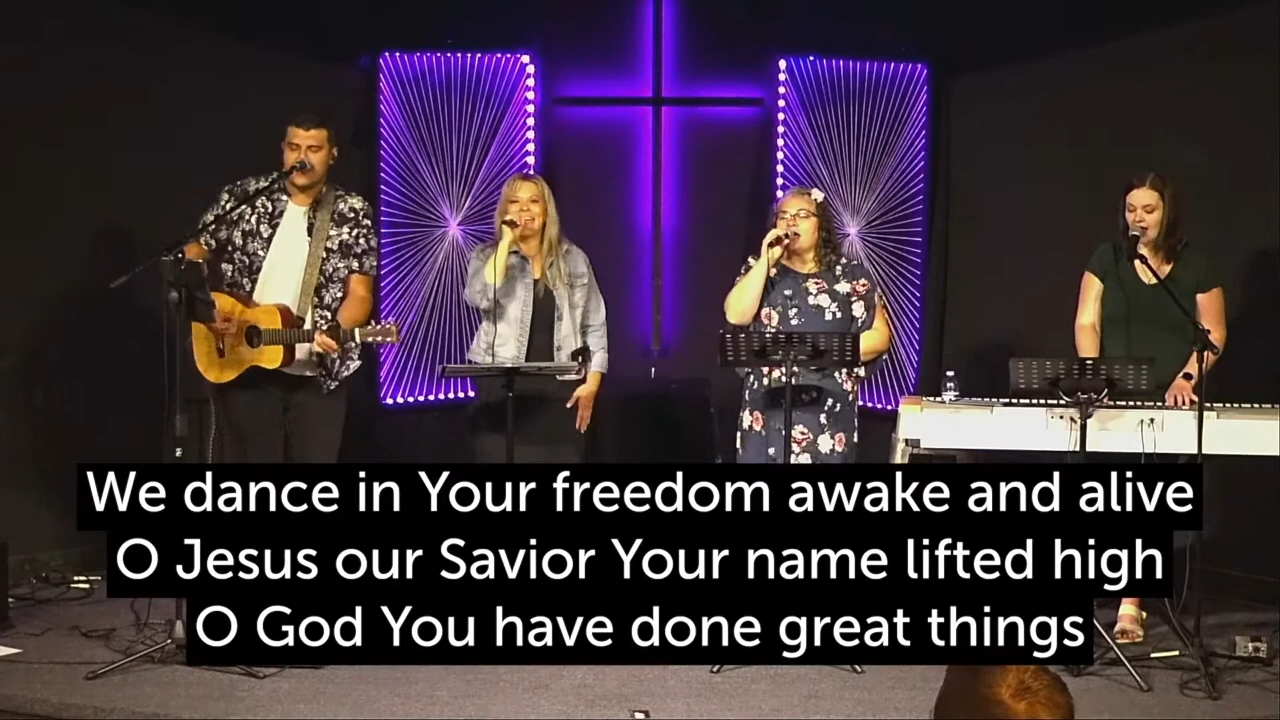 We dance in Your freedom awake and alive
O Jesus our Savior Your name lifted high
O God You have done great things